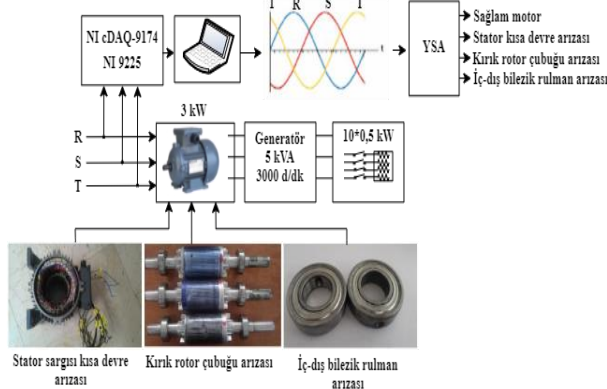 T R S T
t
NI cDAQ-9174
NI 9225
YSA
Sağlam motor
Stator kısa devre arızası
Kırık rotor çubuğu arızası
İç-dış bilezik rulman arızası
3 kW
R
S
T
Generatör
5 kVA
3000 d/dk
10*0,5 kW
Stator sargısı kısa devre
arızası
Kırık rotor çubuğu arızası
İç-dış bilezik rulman
arızası